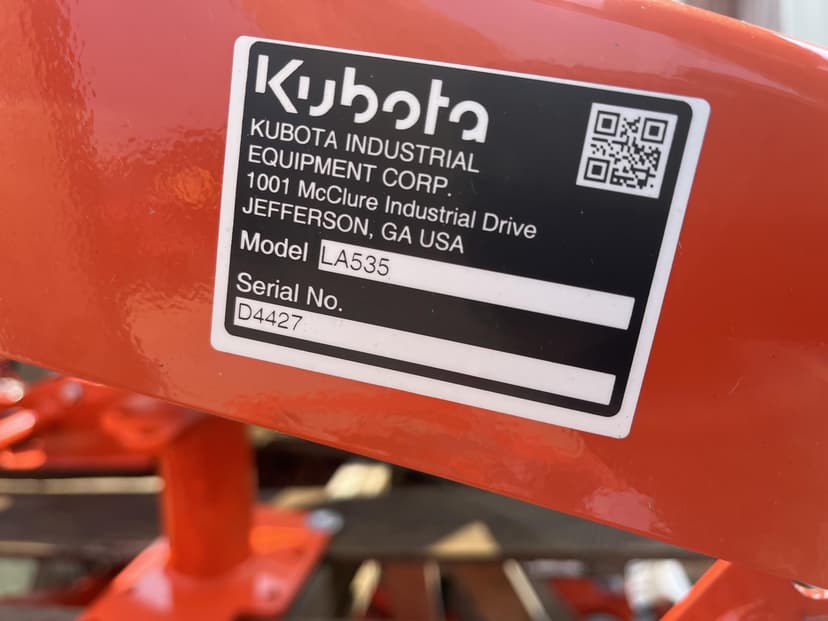 Kubota
KUBOTA INDUSTRIAL
EQUIPMENT CORP.
1001 McClure Industrial Drive
JEFFERSON, GA USA
Model LA535
Serial No.
D4427